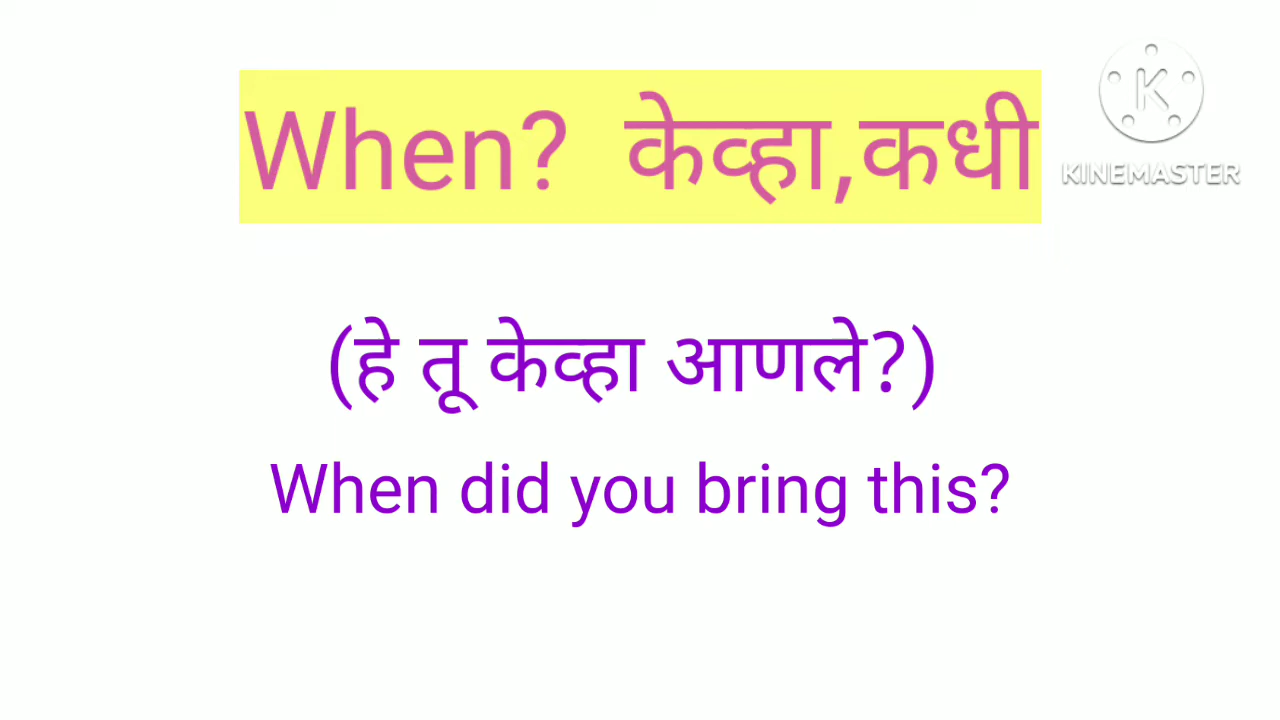 When? केव्हा,कधी
K
KINEMASTER
(हे तू केव्हा आणले?)
When did you bring this?